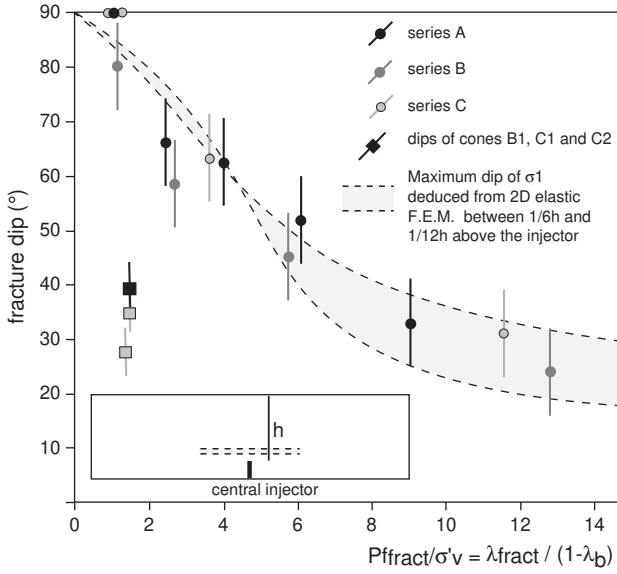 90
80
70
60
50
40
30
20
10
fracture dip (°)
series A
series B
series C
dips of cones B1, C1 and C2
Maximum dip of σ1
deduced from 2D elastic
F.E.M. between 1/6h and
1/12h above the injector
h
central injector
0 2 4 6 8 10 12 14
Pffract/σ'v = λfract / (1-λb)